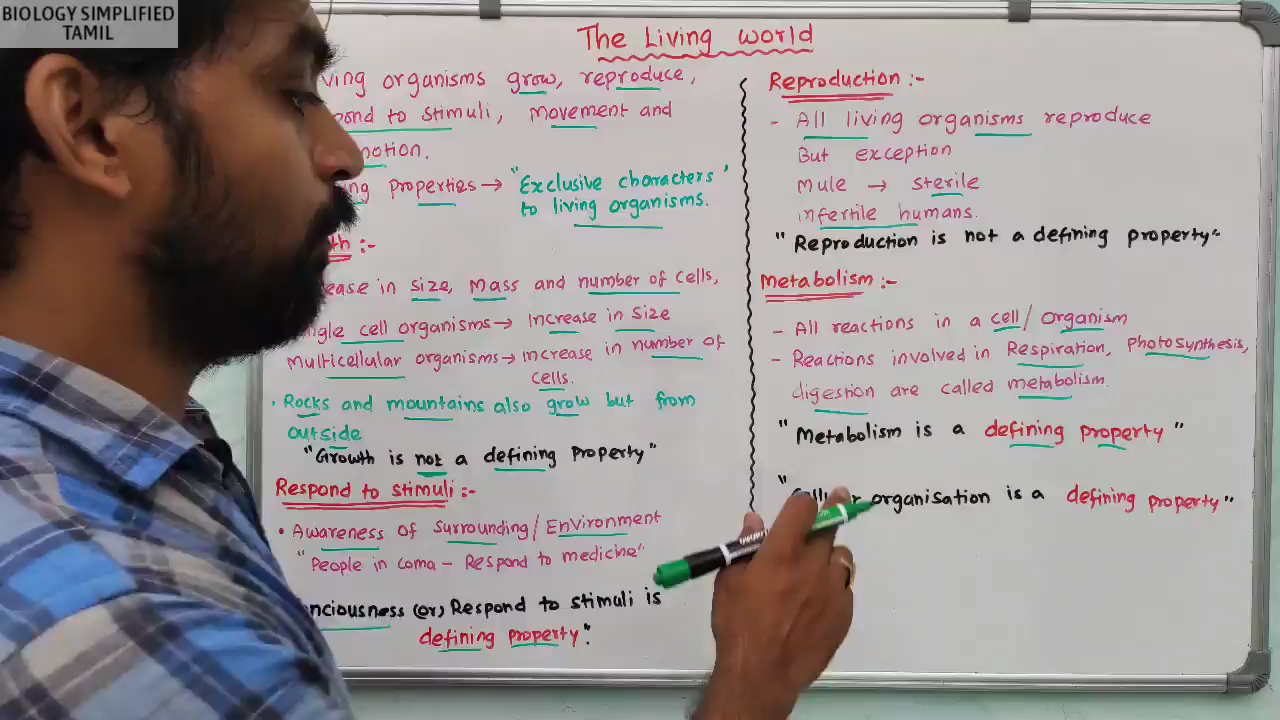 BIOLOGY SIMPLIFIED
TAMIL
The Living world
organisms grow, reproduce,
to stimuli, movement and
properties → "Exclusive characters'
to living organisms.
:-
in size, Mass and number of cells,
cell organisms → Increase in size
Multicellular organisms → Increase in number of
cells.
· Rocks and mountains also grow but from
outside
"Growth is not a defining property"
Respond to stimuli :-
· Awareness of surrounding/Environment
"People in coma - Respond to medicine"
(or) Respond to stimuli is
defining property".
Reproduction :-
- All living organisms reproduce
But exception
Mule → sterile
infertile humans.
" Reproduction is not a defining property"
Metabolism :-
- All reactions in a cell/organism
- Reactions involved in Respiration, Photosynthesis,
digestion are called metabolism.
"Metabolism is a defining property"
" organisation is a defining property"